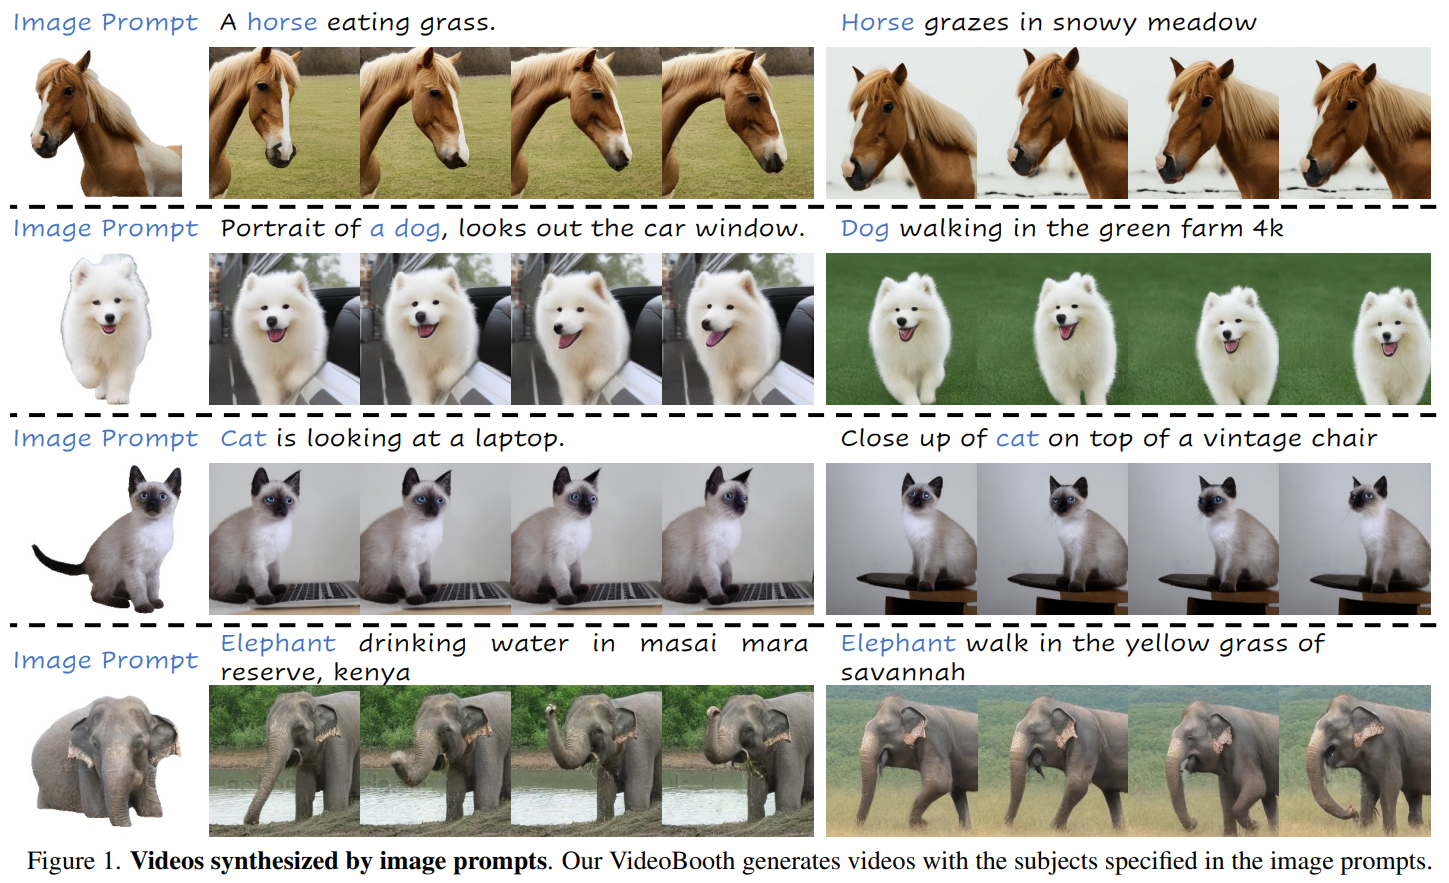 Image Prompt
A horse eating grass.
Horse grazes in snowy meadow
Image Prompt
Portrait of a dog, looks out the car window.
Dog walking in the green farm 4k
Image Prompt
Cat is looking at a laptop.
Close up of cat on top of a vintage chair
Image Prompt
Elephant drinking water in masai mara
reserve, kenya
Elephant walk in the yellow grass of
savannah
Figure 1. Videos synthesized by image prompts. Our VideoBooth generates videos with the subjects specified in the image prompts.